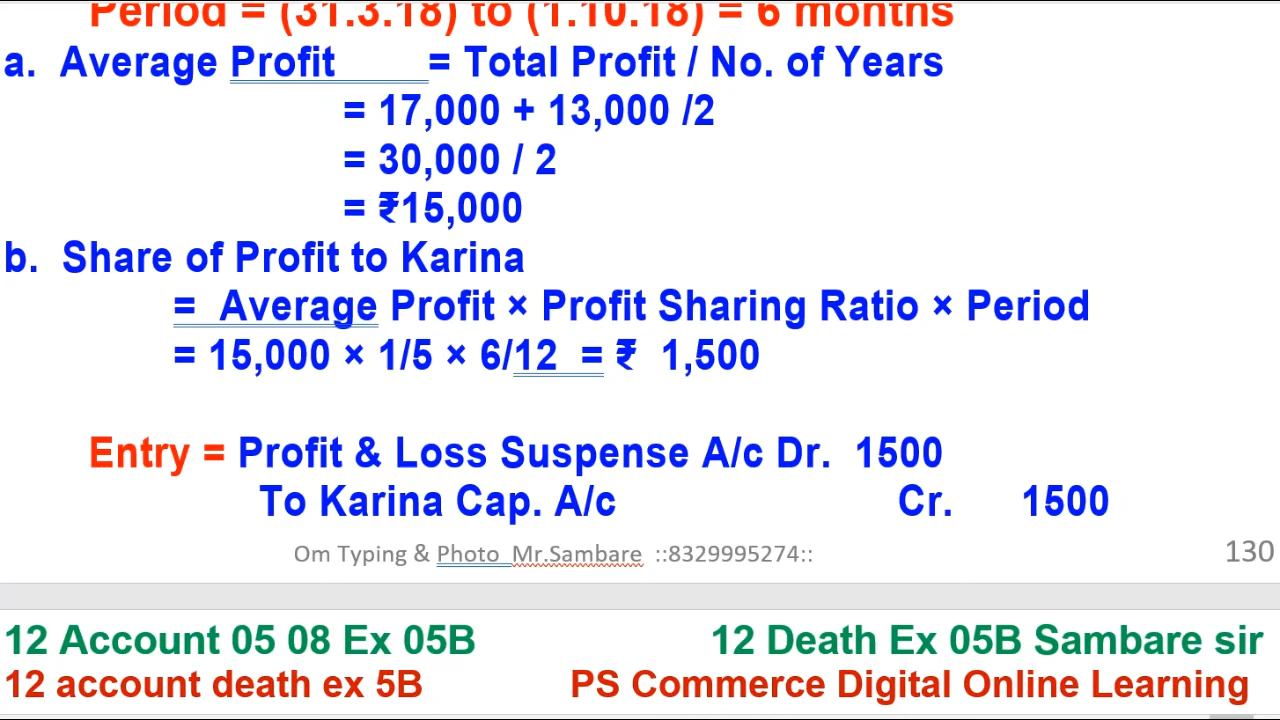 Period = (31.3.18) to (1.10.18) = 6 months
a. Average Profit = Total Profit / No. of Years
= 17,000 + 13,000 /2
= 30,000 / 2
= ₹15,000
b. Share of Profit to Karina
= Average Profit × Profit Sharing Ratio × Period
= 15,000 × 1/5 × 6/12 = ₹ 1,500
Entry = Profit & Loss Suspense A/c Dr. 1500
To Karina Cap. A/c Cr. 1500
Om Typing & Photo Mr.Sambare ::8329995274:: 130
12 Account 05 08 Ex 05B 12 Death Ex 05B Sambare sir
12 account death ex 5B PS Commerce Digital Online Learning